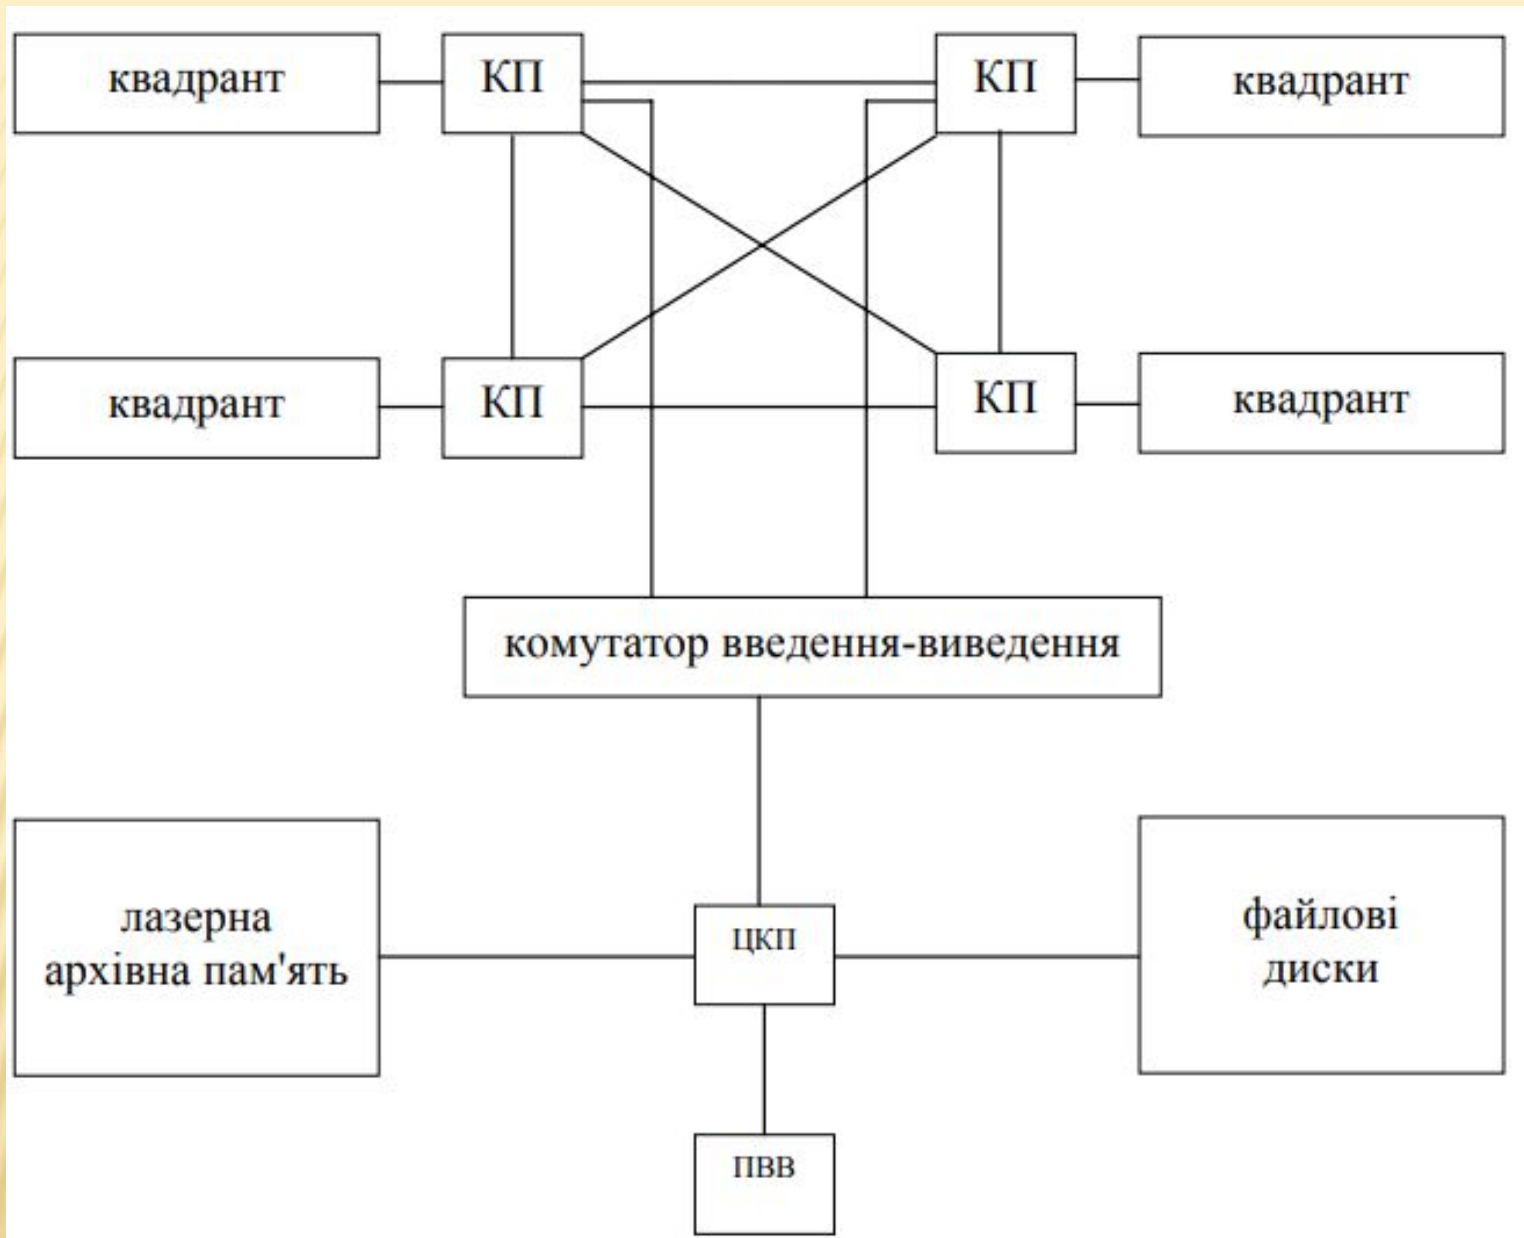 квадрант
КП
КП
квадрант
квадрант
КП
КП
квадрант
комутатор введення-виведення
лазерна
архівна пам'ять
ЦКП
файлові
диски
ПВВ